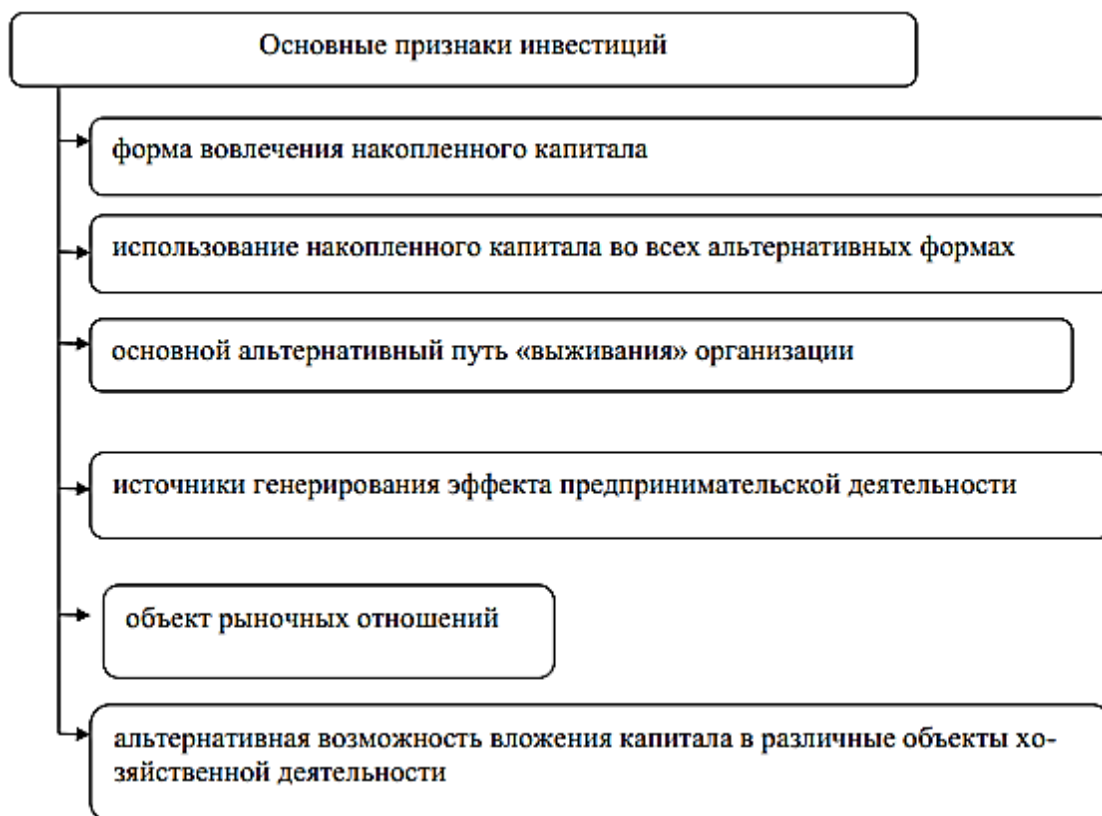 Основные признаки инвестиций
форма вовлечения накопленного капитала
использование накопленного капитала во всех альтернативных формах
основной альтернативный путь «выживания» организации
источники генерирования эффекта предпринимательской деятельности
объект рыночных отношений
альтернативная возможность вложения капитала в различные объекты хо-
зяйственной деятельности